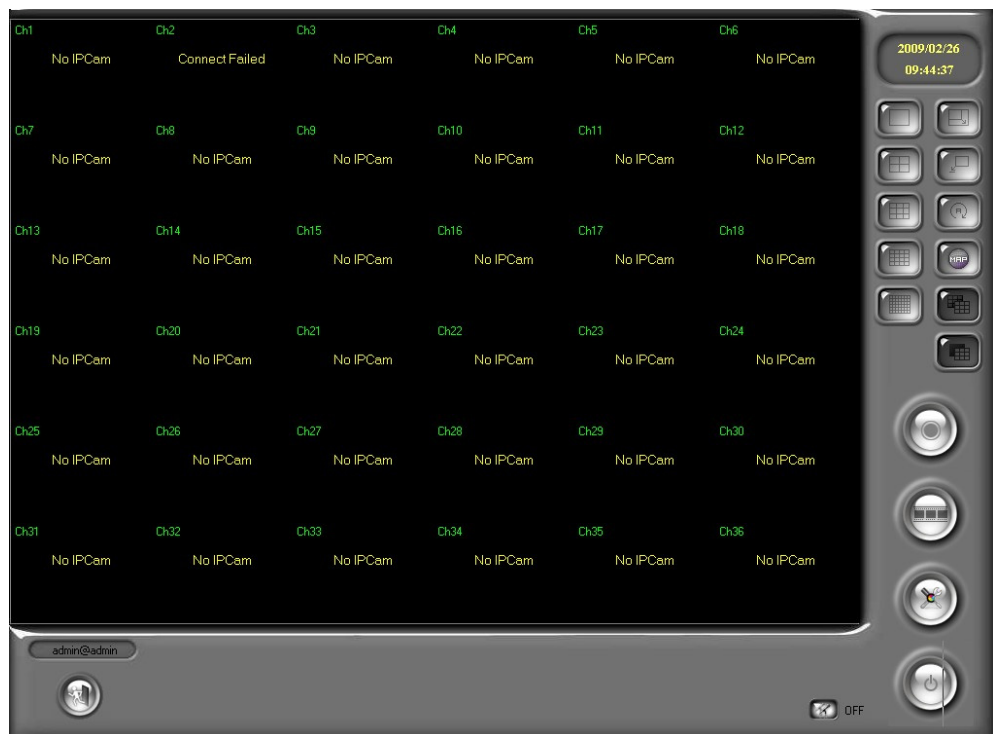 Ch1 Ch2 Ch3 Ch4 Ch5 Ch6
No IPCam Connect Failed No IPCam No IPCam No IPCam No IPCam
Ch7 Ch8 Ch9 Ch10 Ch11 Ch12
No IPCam No IPCam No IPCam No IPCam No IPCam No IPCam
Ch13 Ch14 Ch15 Ch16 Ch17 Ch18
No IPCam No IPCam No IPCam No IPCam No IPCam No IPCam
Ch19 Ch20 Ch21 Ch22 Ch23 Ch24
No IPCam No IPCam No IPCam No IPCam No IPCam No IPCam
Ch25 Ch26 Ch27 Ch28 Ch29 Ch30
No IPCam No IPCam No IPCam No IPCam No IPCam No IPCam
Ch31 Ch32 Ch33 Ch34 Ch35 Ch36
No IPCam No IPCam No IPCam No IPCam No IPCam No IPCam
2009/02/26
09:44:37
MAP
admin@admin
OFF